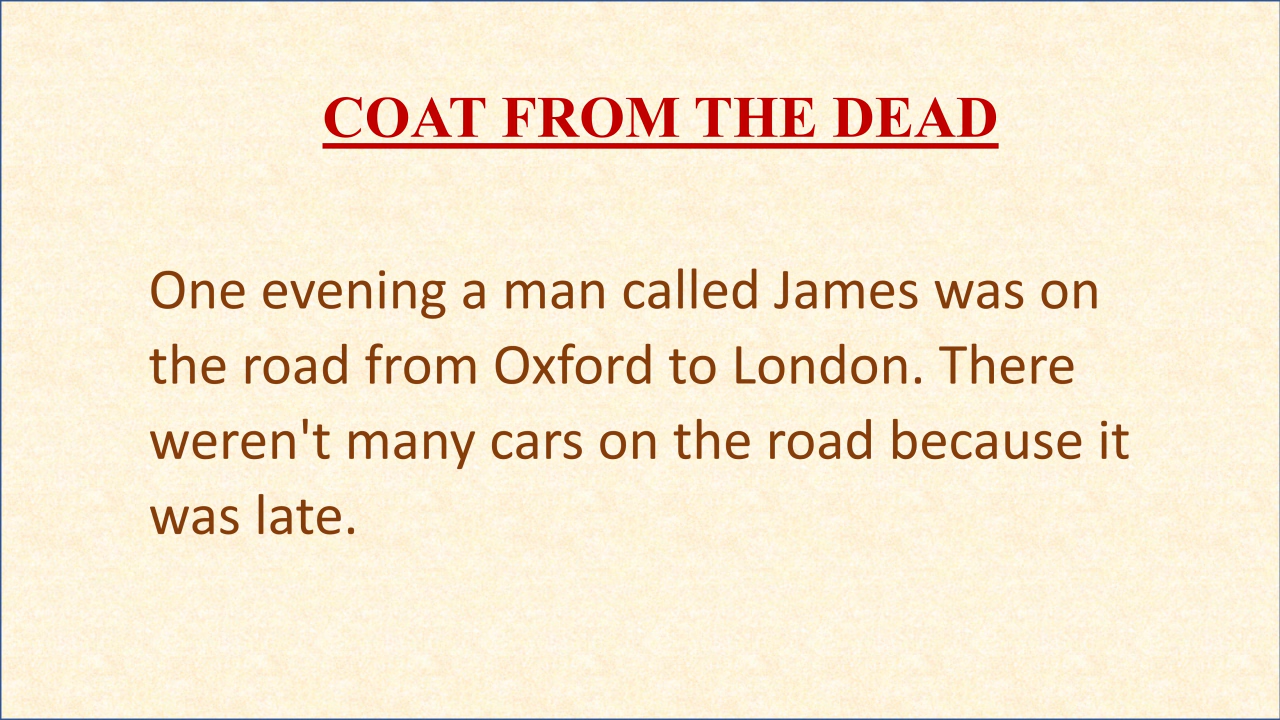 COAT FROM THE DEAD
One evening a man called James was on
the road from Oxford to London. There
weren't many cars on the road because it
was late.